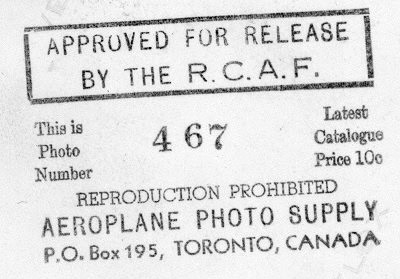 APPROVED FOR RELEASE
BY THE R.C.A.F.
This is
Photo
Number
467
Latest
Catalogue
Price 10c
REPRODUCTION PROHIBITED
AEROPLANE PHOTO SUPPLY
P.O. Box 195, TORONTO, CANADA